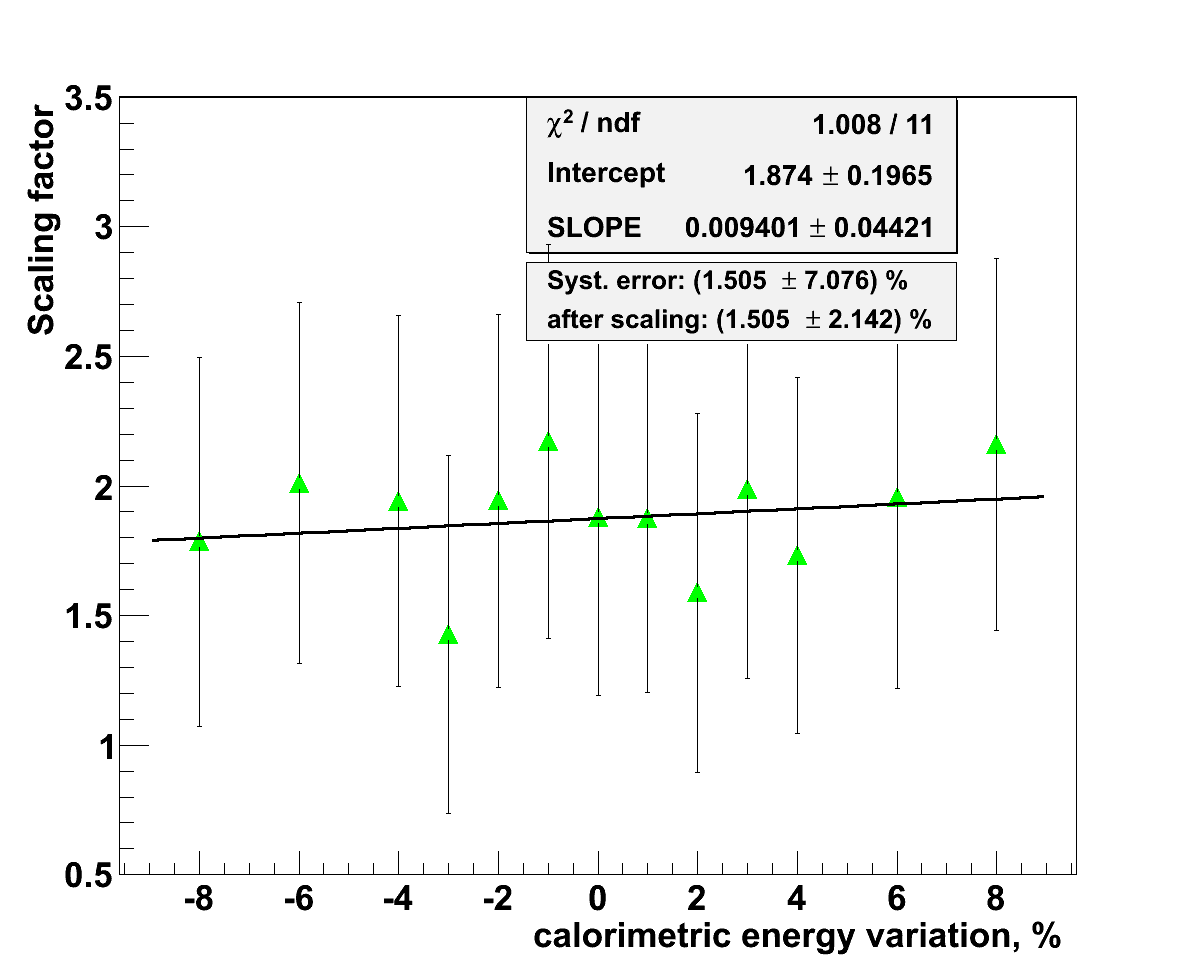 Scaling factor
3.5
3
2.5
2
1.5
1
0.5
χ² / ndf 1.008 / 11
Intercept 1.874 ± 0.1965
SLOPE 0.009401 ± 0.04421
Syst. error: (1.505 ± 7.076) %
after scaling: (1.505 ± 2.142) %
-8 -6 -4 -2 0 2 4 6 8
calorimetric energy variation, %